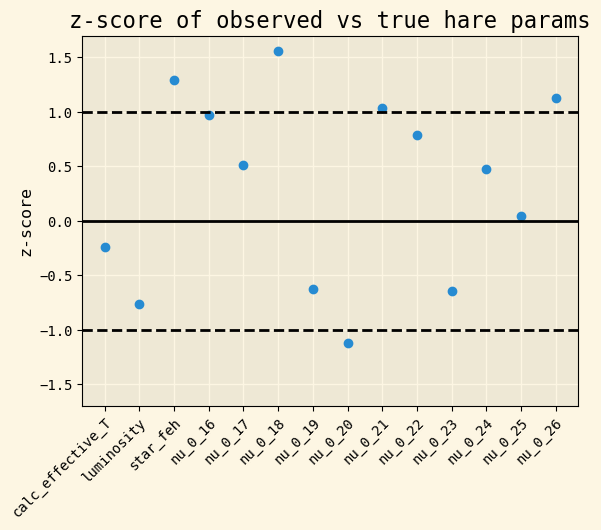 z-score of observed vs true hare params
z-score
1.5
1.0
0.5
0.0
−0.5
−1.0
−1.5
calc_effective_T
luminosity
star_feh
nu_0_16
nu_0_17
nu_0_18
nu_0_19
nu_0_20
nu_0_21
nu_0_22
nu_0_23
nu_0_24
nu_0_25
nu_0_26